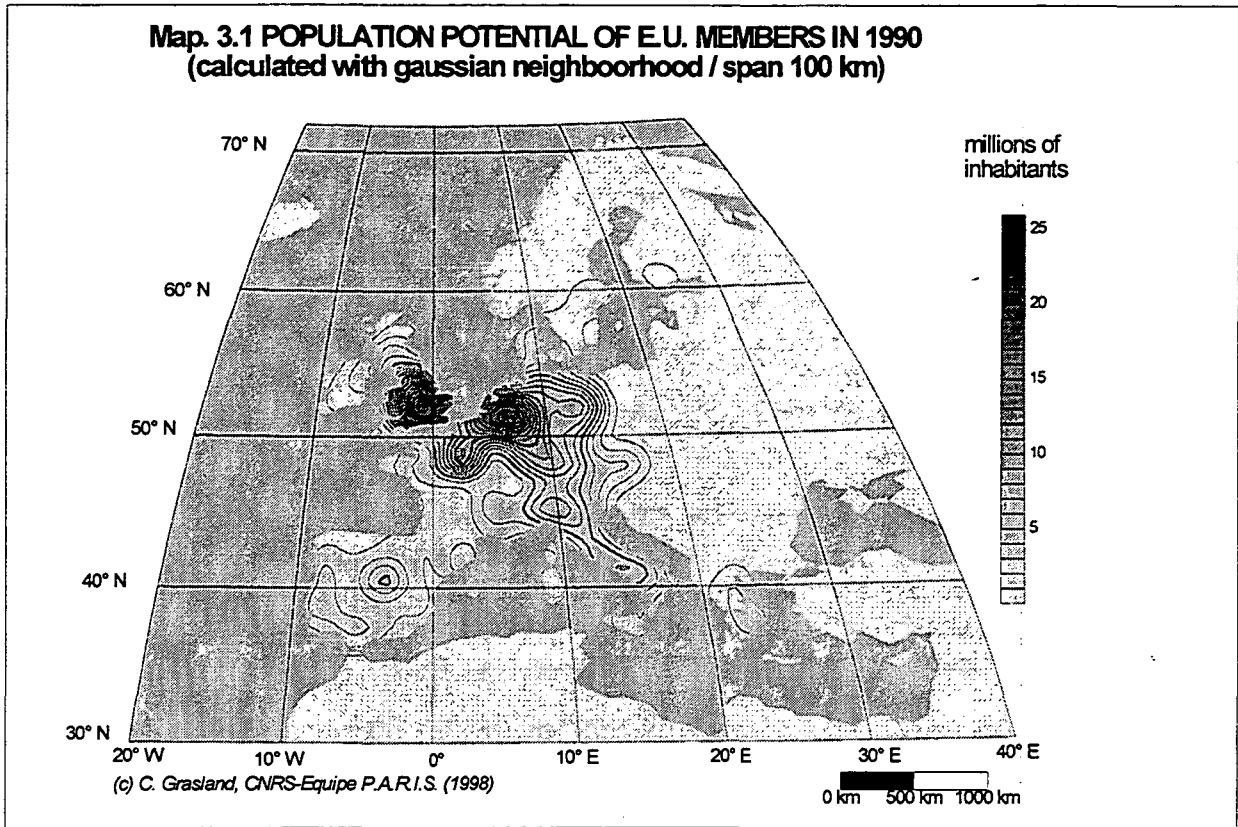 Map. 3.1 POPULATION POTENTIAL OF E.U. MEMBERS IN 1990
(calculated with gaussian neighboorhood / span 100 km)
millions of
inhabitants
70° N
60° N
50° N
40° N
30° N
25
20
15
10
5
20° W
10° W
0°
10° E
20° E
30° E
40° E
(c) C. Grasland, CNRS-Equipe P.A.R.I.S. (1998)
0 km 500 km 1000 km